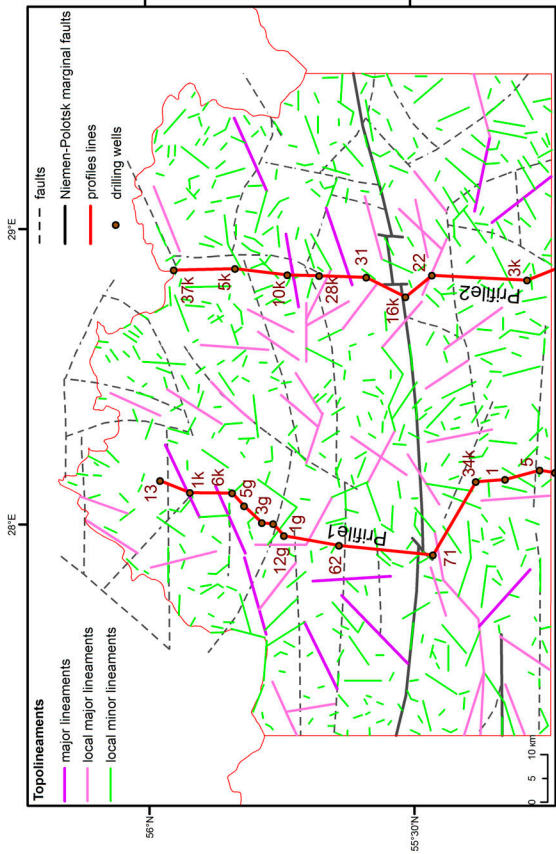 Topolineaments
major lineaments
local major lineaments
local minor lineaments
faults
Niemen-Polotsk marginal faults
profiles lines
drilling wells
29°E
28°E
56°N
55°30'N
13
1k
6k
5g
3g
1g
12g
62
Prifile1
71
34k
1
5
37k
5k
10k
28k
31
16k
22
Prifile2
3k
0 5 10 km